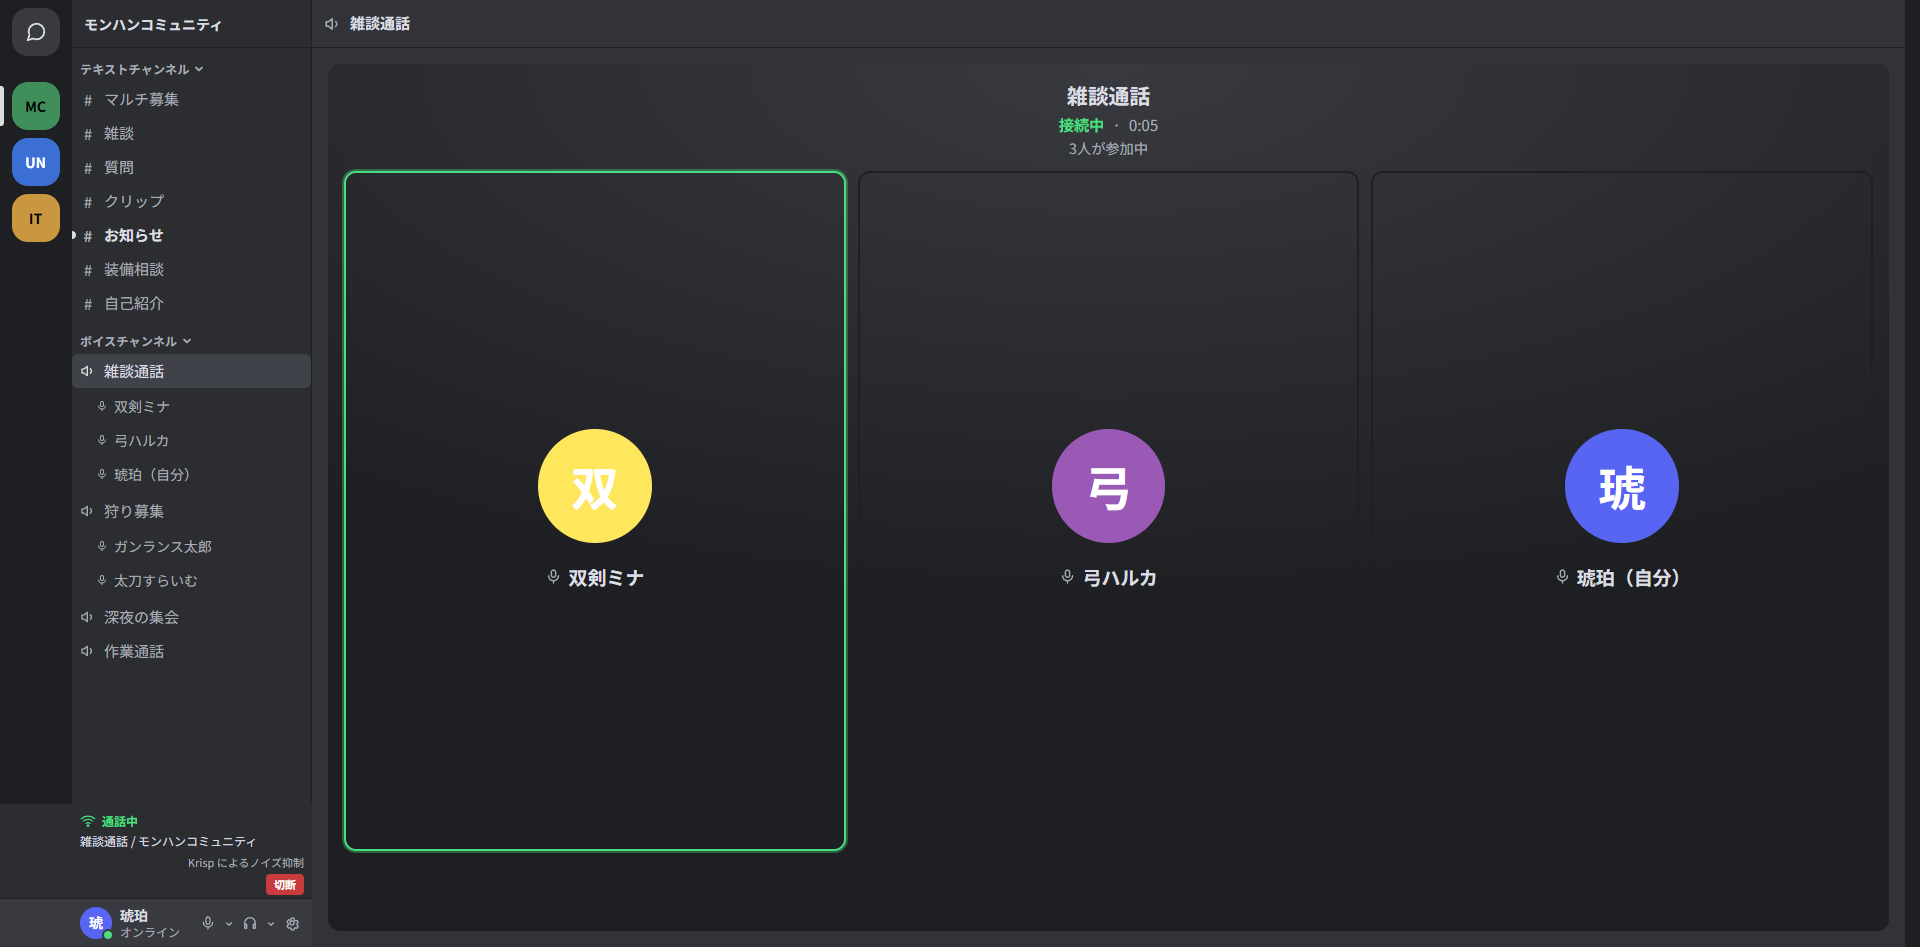 モンハンコミュニティ
MC
UN
IT
テキストチャンネル
# マルチ募集
# 雑談
# 質問
# クリップ
# お知らせ
# 装備相談
# 自己紹介
ボイスチャンネル
雑談通話
双剣ミナ
弓ハルカ
琥珀（自分）
狩り募集
ガンランス太郎
太刀すらいむ
深夜の集会
作業通話
通話中
雑談通話 / モンハンコミュニティ
Krisp によるノイズ抑制
切断
琥
琥珀
オンライン
雑談通話
雑談通話
接続中 · 0:05
3人が参加中
双
双剣ミナ
弓
弓ハルカ
琥
琥珀（自分）